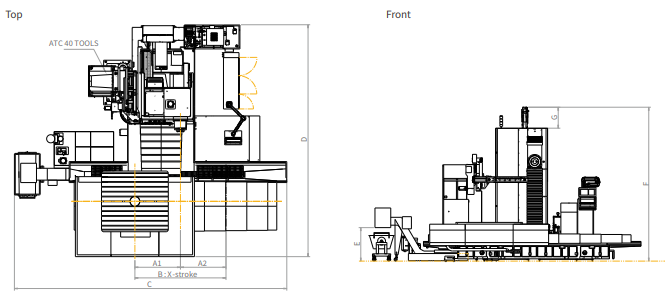 Top
Front
ATC 40 TOOLS
D
G
F
E
A1
A2
B : X-stroke
C